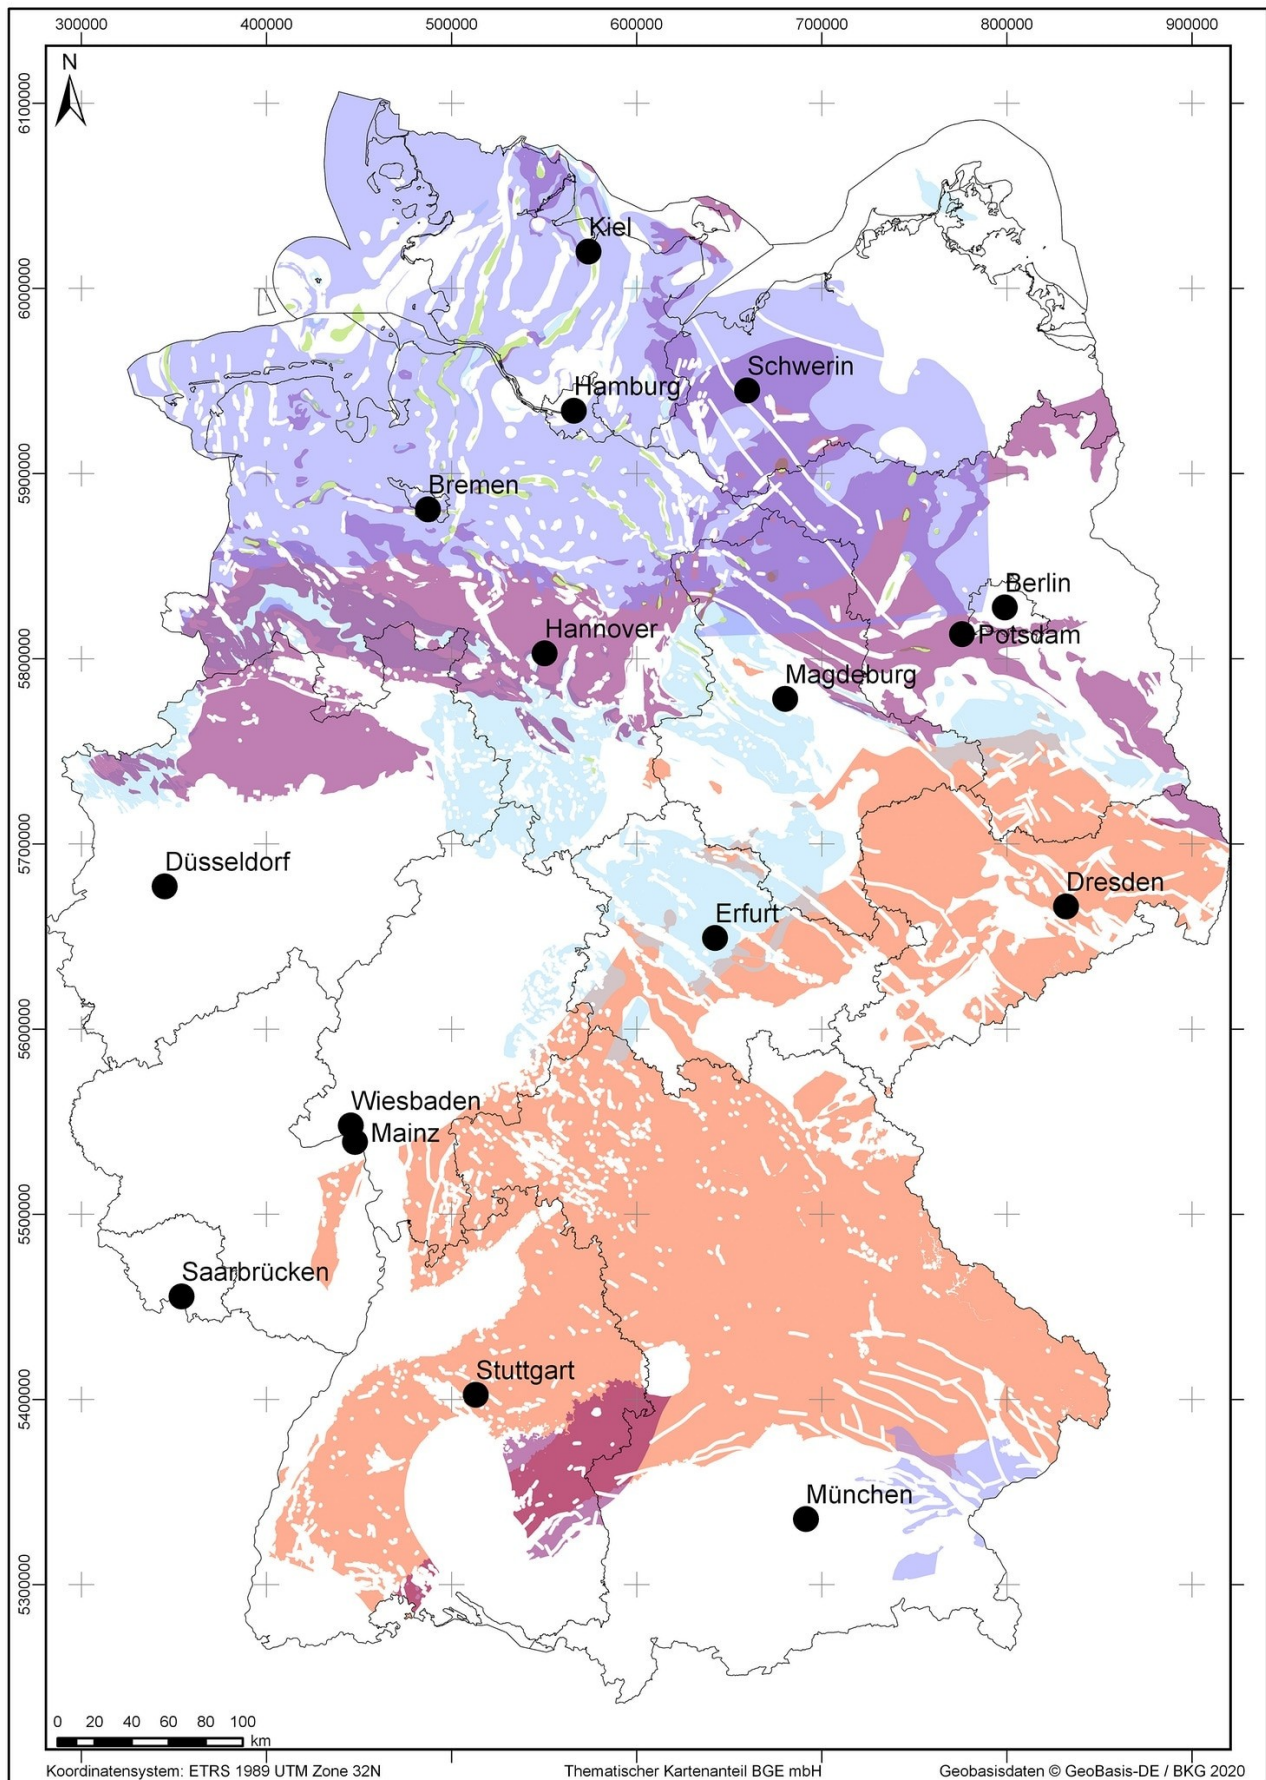 300000 400000 500000 600000 700000 800000 900000
N
6100000
6000000
5900000
5800000
5700000
5600000
5500000
5400000
5300000
Kiel
Schwerin
Hamburg
Bremen
Berlin
Hannover
Potsdam
Magdeburg
Düsseldorf
Dresden
Erfurt
Wiesbaden
Mainz
Saarbrücken
Stuttgart
München
0 20 40 60 80 100
km
Koordinatensystem: ETRS 1989 UTM Zone 32N Thematischer Kartenanteil BGE mbH Geobasisdaten © GeoBasis-DE / BKG 2020